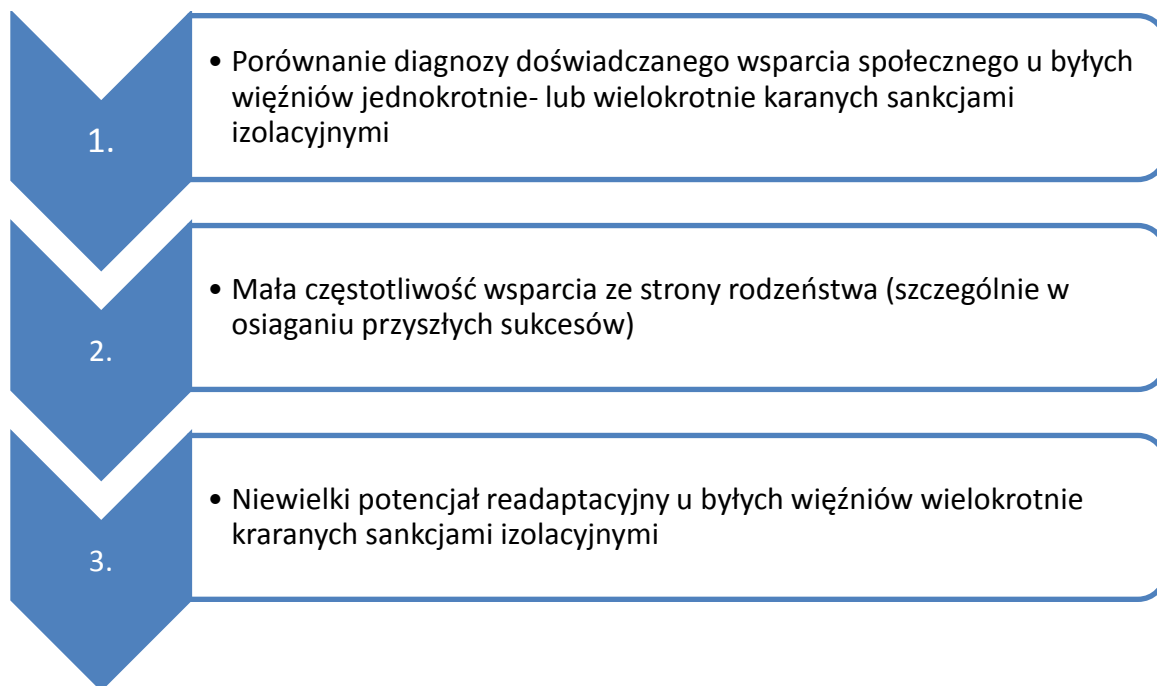 1.
• Porównanie diagnozy doświadczanego wsparcia społecznego u byłych
więźniów jednokrotnie- lub wielokrotnie karanych sankcjami
izolacyjnymi
2.
• Mała częstotliwość wsparcia ze strony rodzeństwa (szczególnie w
osiaganiu przyszłych sukcesów)
3.
• Niewielki potencjał readaptacyjny u byłych więźniów wielokrotnie
kraranych sankcjami izolacyjnymi